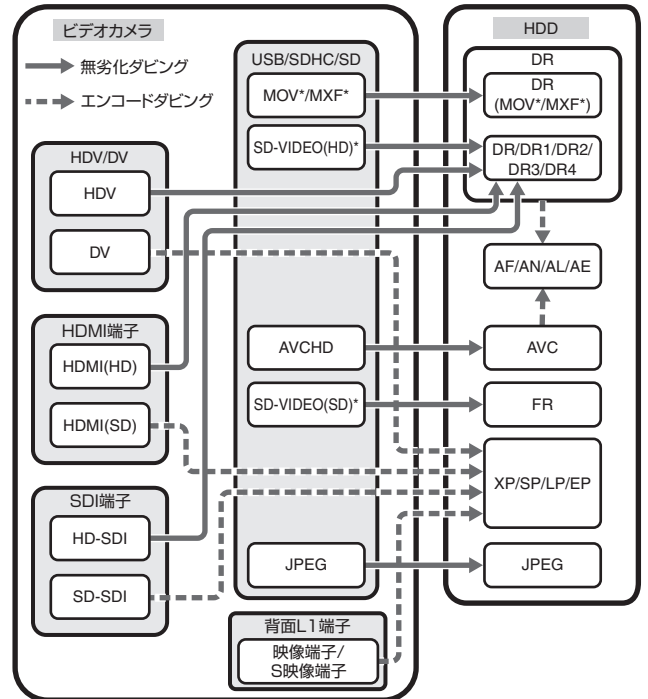 ビデオカメラ
無劣化ダビング
エンコードダビング
HDV/DV
HDV
DV
HDMI端子
HDMI(HD)
HDMI(SD)
SDI端子
HD-SDI
SD-SDI
USB/SDHC/SD
MOV*/MXF*
SD-VIDEO(HD)*
AVCHD
SD-VIDEO(SD)*
JPEG
背面L1端子
映像端子/
S映像端子
HDD
DR
DR
(MOV*/MXF*)
DR/DR1/DR2/
DR3/DR4
AF/AN/AL/AE
AVC
FR
XP/SP/LP/EP
JPEG